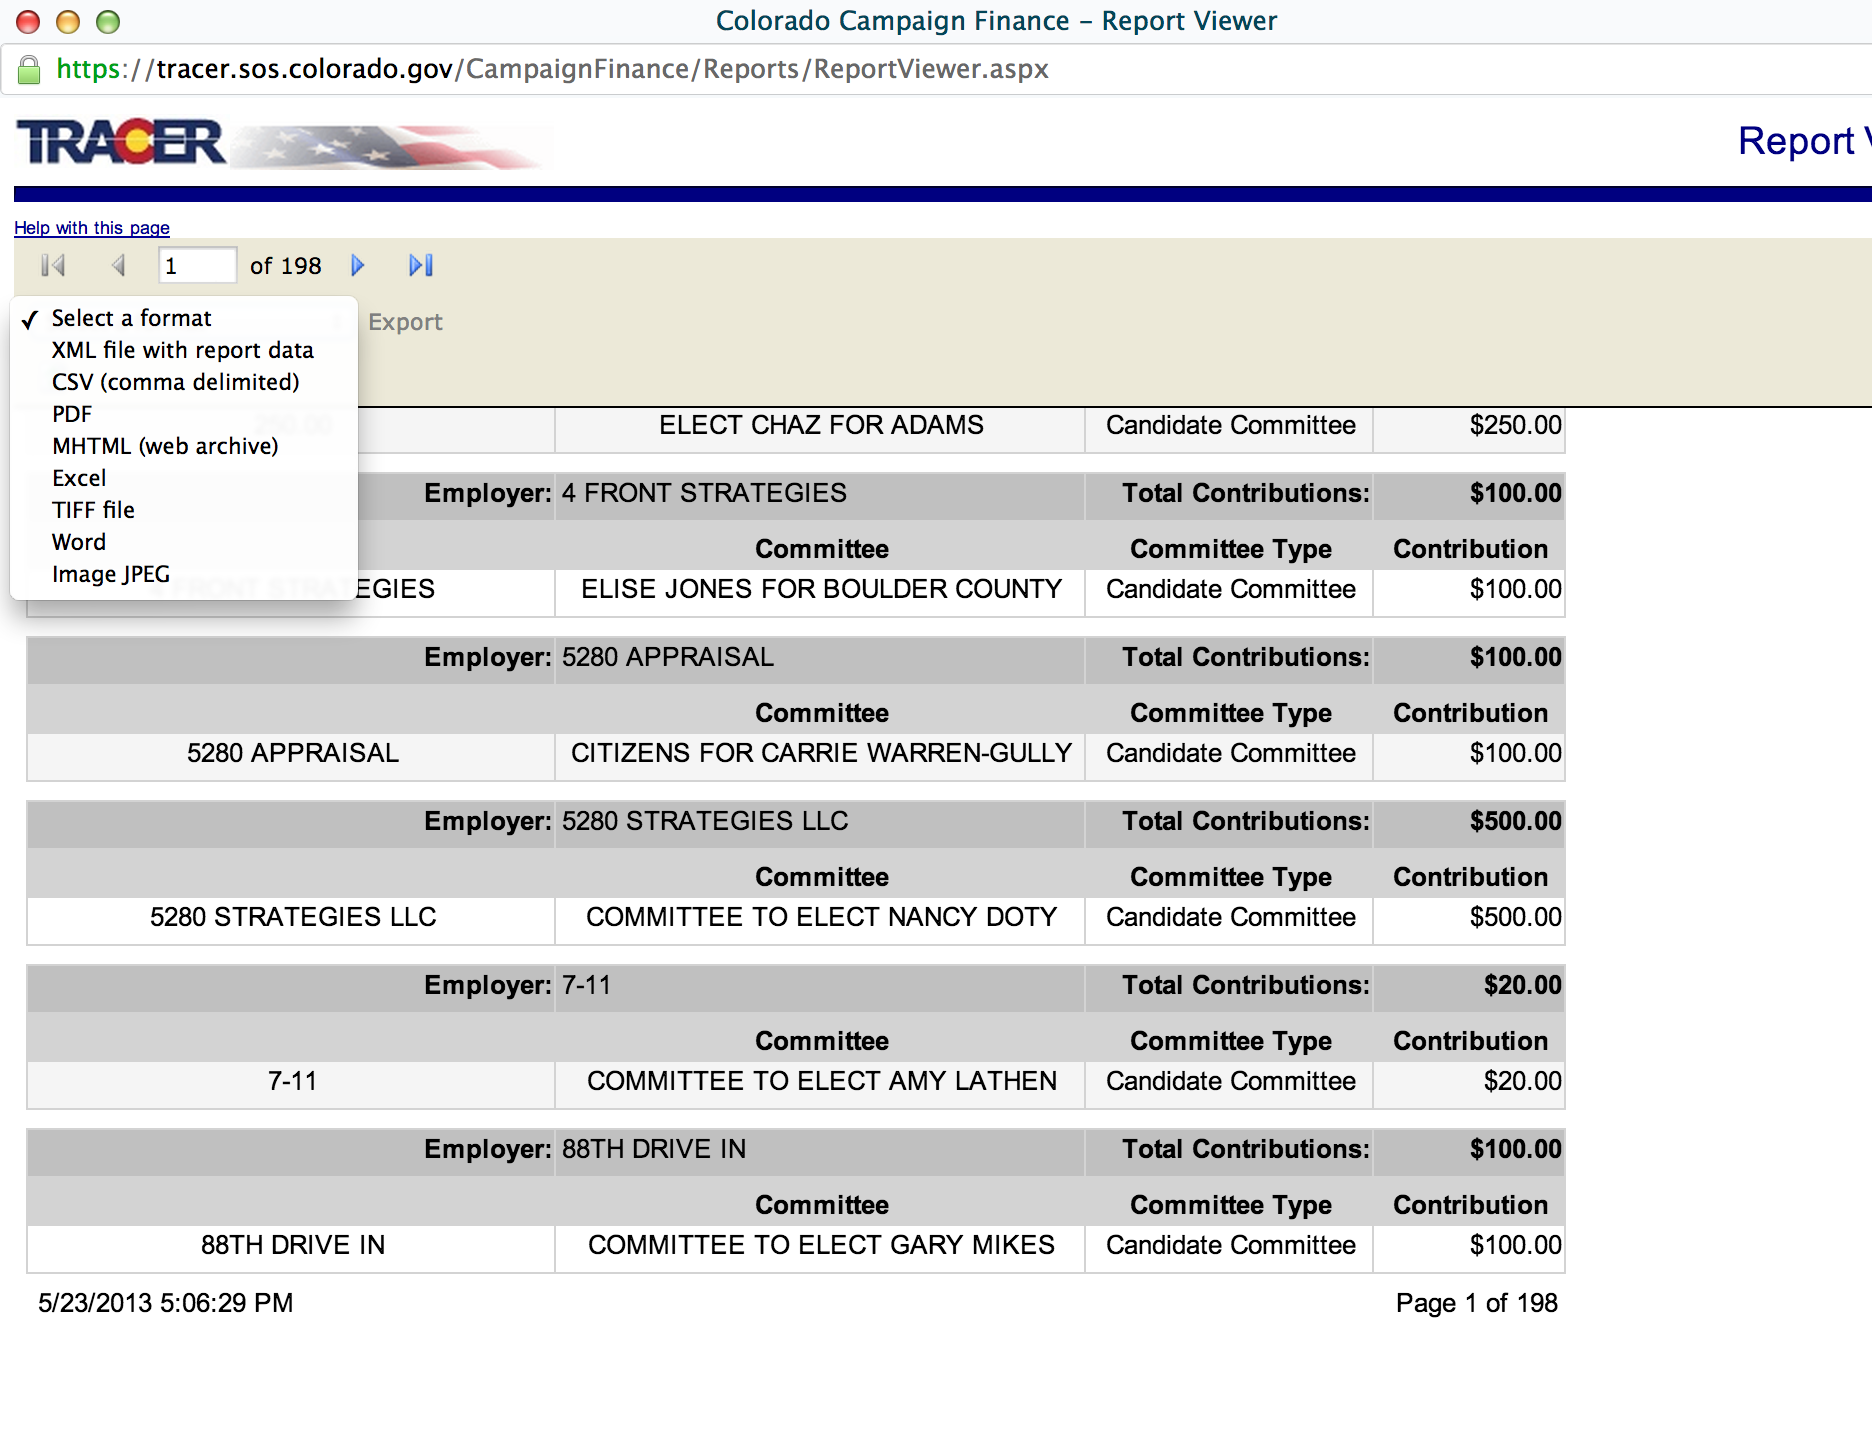 Colorado Campaign Finance – Report Viewer
https://tracer.sos.colorado.gov/CampaignFinance/Reports/ReportViewer.aspx
TRACER
Report
Help with this page
1 of 198
✓ Select a format
Export
XML file with report data
CSV (comma delimited)
PDF
MHTML (web archive)
Excel
TIFF file
Word
Image JPEG
250.00 ELECT CHAZ FOR ADAMS Candidate Committee $250.00
Employer: 4 FRONT STRATEGIES Total Contributions: $100.00
Committee Committee Type Contribution
4 FRONT STRATEGIES ELISE JONES FOR BOULDER COUNTY Candidate Committee $100.00
Employer: 5280 APPRAISAL Total Contributions: $100.00
Committee Committee Type Contribution
5280 APPRAISAL CITIZENS FOR CARRIE WARREN-GULLY Candidate Committee $100.00
Employer: 5280 STRATEGIES LLC Total Contributions: $500.00
Committee Committee Type Contribution
5280 STRATEGIES LLC COMMITTEE TO ELECT NANCY DOTY Candidate Committee $500.00
Employer: 7-11 Total Contributions: $20.00
Committee Committee Type Contribution
7-11 COMMITTEE TO ELECT AMY LATHEN Candidate Committee $20.00
Employer: 88TH DRIVE IN Total Contributions: $100.00
Committee Committee Type Contribution
88TH DRIVE IN COMMITTEE TO ELECT GARY MIKES Candidate Committee $100.00
5/23/2013 5:06:29 PM Page 1 of 198